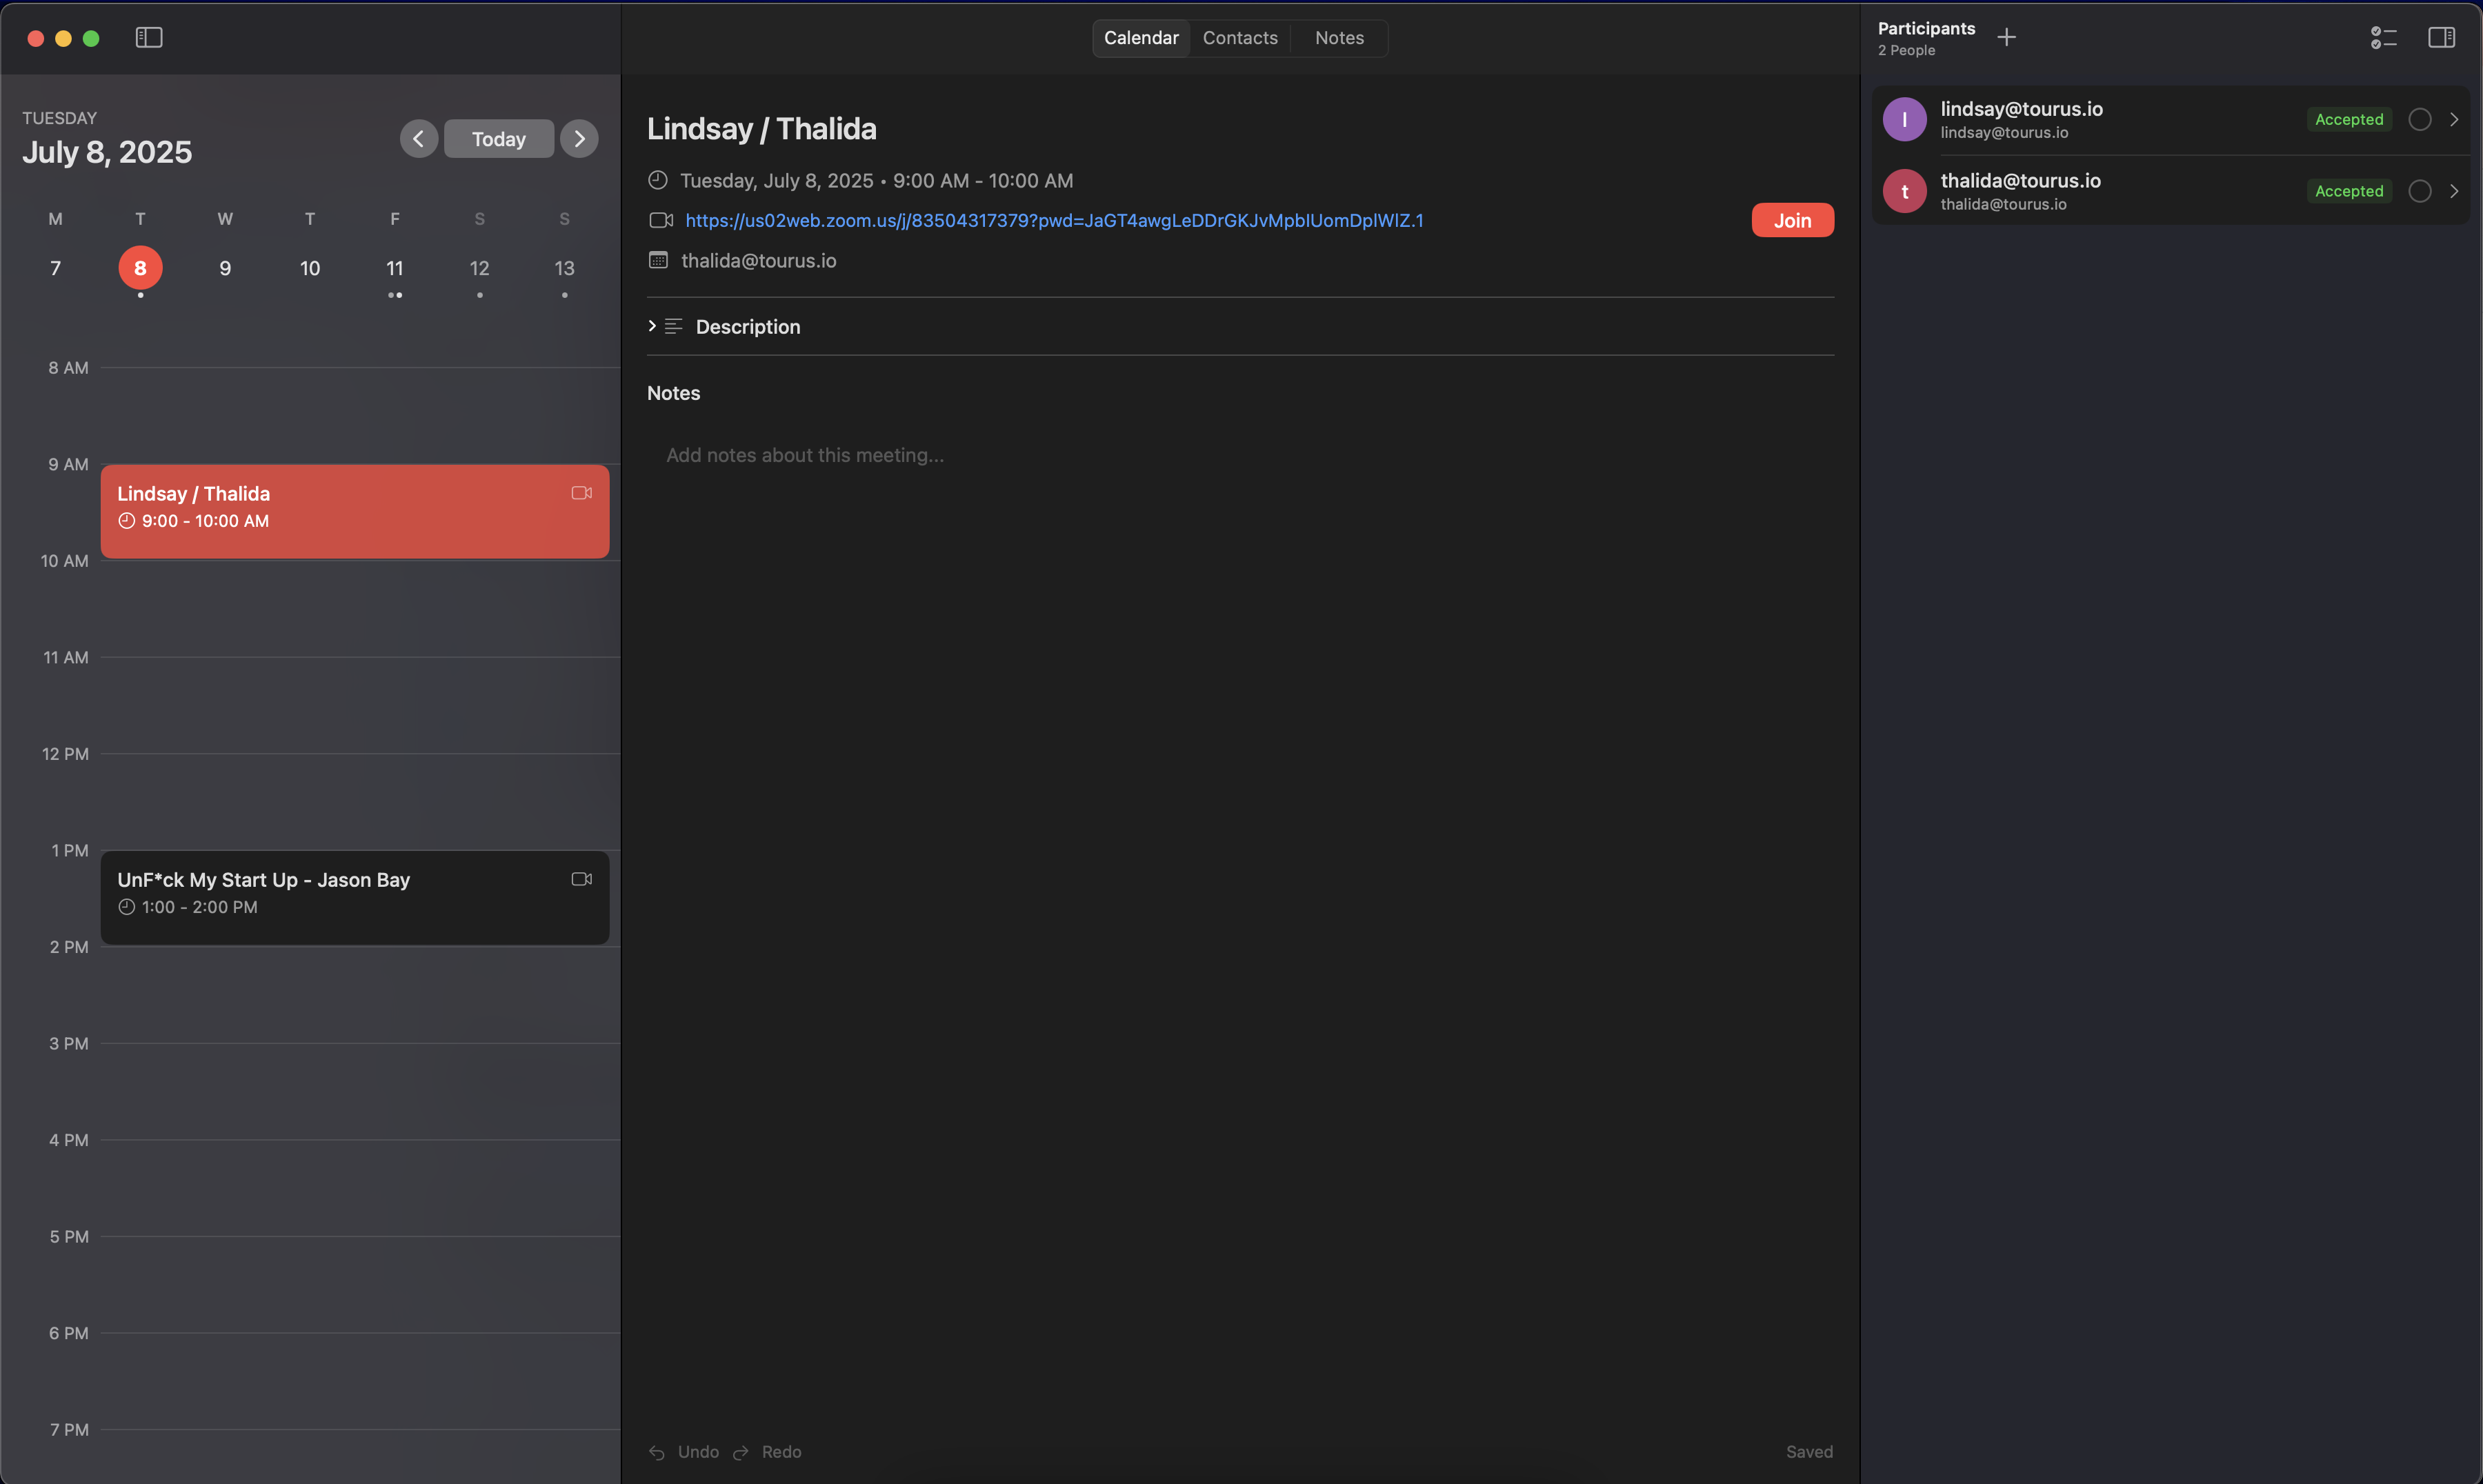 TUESDAY
July 8, 2025
Today
M T W T F S S
7 8 9 10 11 12 13
8 AM
9 AM
Lindsay / Thalida
9:00 - 10:00 AM
10 AM
11 AM
12 PM
1 PM
UnF*ck My Start Up - Jason Bay
1:00 - 2:00 PM
2 PM
3 PM
4 PM
5 PM
6 PM
7 PM
Calendar Contacts Notes
Lindsay / Thalida
Tuesday, July 8, 2025 • 9:00 AM - 10:00 AM
https://us02web.zoom.us/j/83504317379?pwd=JaGT4awgLeDDrGKJvMpbIUomDplWlZ.1
Join
thalida@tourus.io
Description
Notes
Add notes about this meeting...
Undo Redo
Saved
Participants
2 People
l
lindsay@tourus.io
lindsay@tourus.io
Accepted
t
thalida@tourus.io
thalida@tourus.io
Accepted